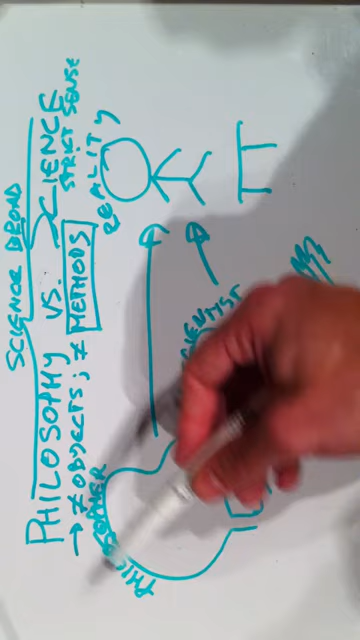 SCIENCE BROAD
PHILOSOPHY VS. SCIENCE
STRICT SENSE
→ ≠ OBJECTS; ≠ METHODS
REALITY
PHILOSOPHER